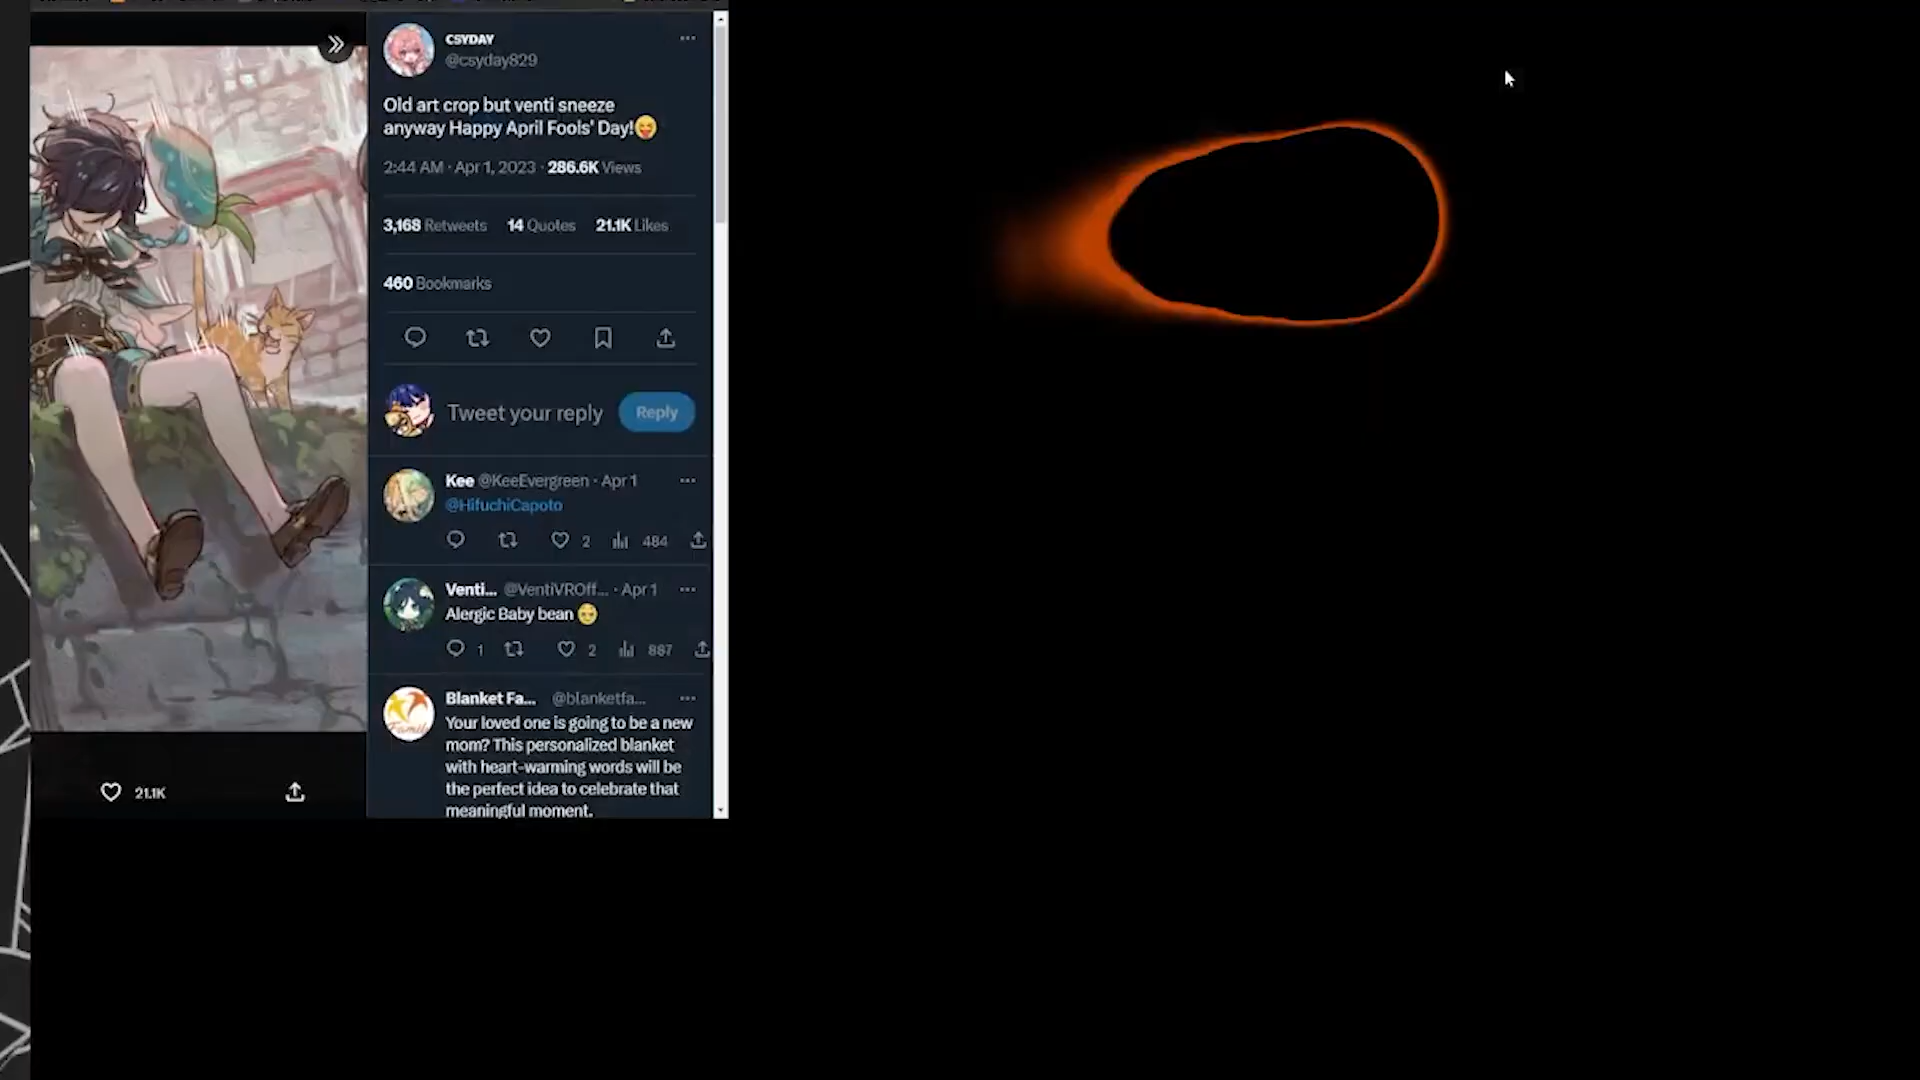 CSYDAY
@csyday829
Old art crop but venti sneeze
anyway Happy April Fools' Day!😝
2:44 AM · Apr 1, 2023 · 286.6K Views
3,168 Retweets 14 Quotes 21.1K Likes
460 Bookmarks
Tweet your reply Reply
Kee @KeeEvergreen · Apr 1
@HifuchiCapoto
2 484
Venti... @VentiVROff... · Apr 1
Alergic Baby bean 🥺
1 2 887
Blanket Fa... @blanketfa...
Your loved one is going to be a new
mom? This personalized blanket
with heart-warming words will be
the perfect idea to celebrate that
meaningful moment.
21.1K